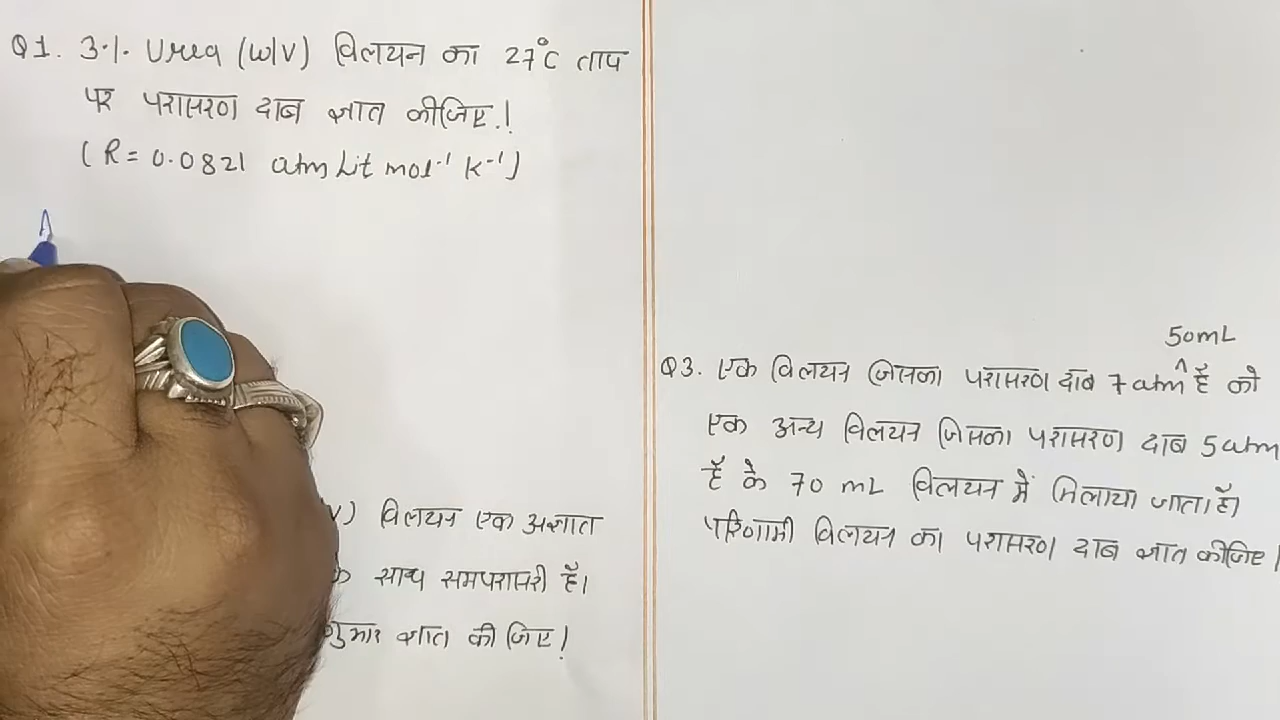 Q1. 3% Urea (W/V) विलयन का 27°C ताप
पर परासरण दाब ज्ञात कीजिए.!
(R = 0.0821 atm Lit mol⁻¹ K⁻¹)
A
V) विलयन एक अज्ञात
के साथ समपरासरी है।
णुभार ज्ञात कीजिए!
50mL
Q3. एक विलयन जिसका परासरण दाब 7 atm ^ है को
एक अन्य विलयन जिसका परासरण दाब 5 atm
है के 70 mL विलयन में मिलाया जाता है।
परिणामी विलयन का परासरण दाब ज्ञात कीजिए।